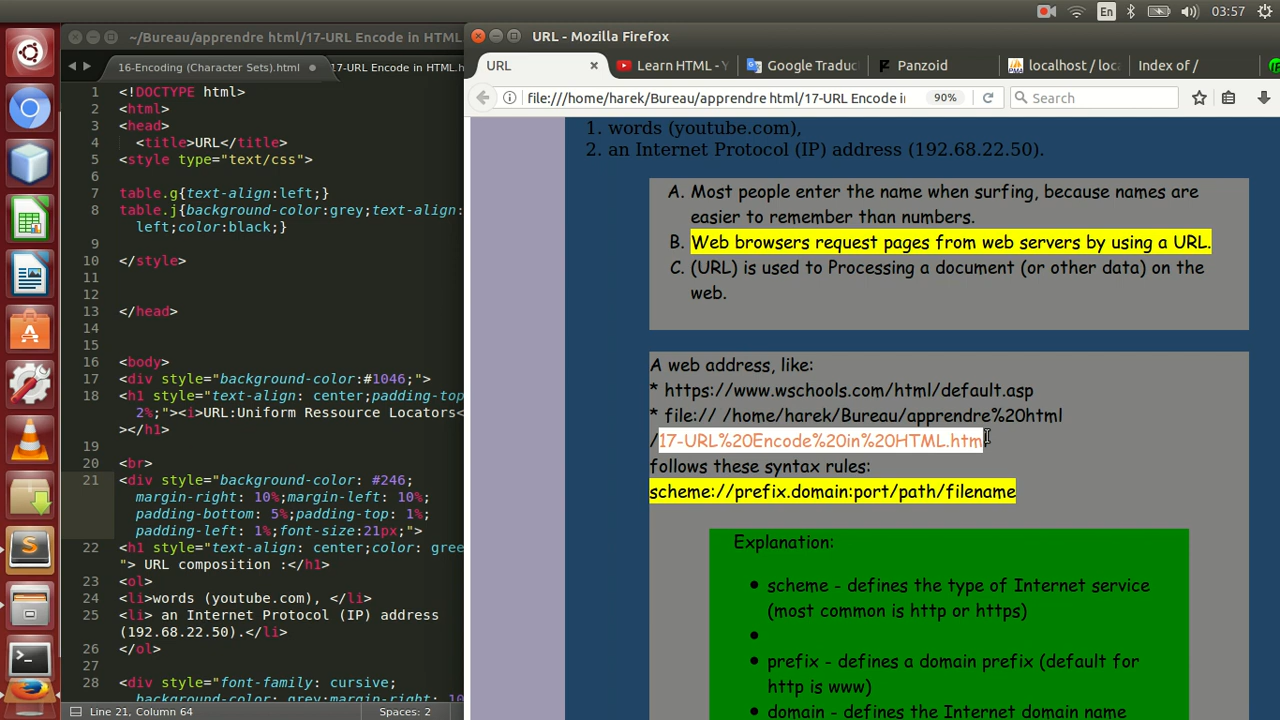 En
03:57
~/Bureau/apprendre html/17-URL Encode in HTML
URL - Mozilla Firefox
16-Encoding (Character Sets).html
17-URL Encode in HTML.h
URL
Learn HTML - Y
Google Traduc
Panzoid
localhost / loca
Index of /
file:///home/harek/Bureau/apprendre html/17-URL Encode in
90%
Search
1 <!DOCTYPE html>
2 <html>
3 <head>
4 <title>URL</title>
5 <style type="text/css">
6
7 table.g{text-align:left;}
8 table.j{background-color:grey;text-align:
left;color:black;}
9
10 </style>
11
12
13 </head>
14
15
16 <body>
17 <div style="background-color:#1046;">
18 <h1 style="text-align: center;padding-top
2%;"><i>URL:Uniform Ressource Locators<
></h1>
19
20 <br>
21 <div style="background-color: #246;
margin-right: 10%;margin-left: 10%;
padding-bottom: 5%;padding-top: 1%;
padding-left: 1%;font-size:21px;">
22 <h1 style="text-align: center;color: gree
"> URL composition :</h1>
23 <ol>
24 <li>words (youtube.com), </li>
25 <li> an Internet Protocol (IP) address
(192.68.22.50).</li>
26 </ol>
27
28 <div style="font-family: cursive;
background-color: grey;margin-right:
Line 21, Column 64
Spaces: 2
1. words (youtube.com),
2. an Internet Protocol (IP) address (192.68.22.50).
A. Most people enter the name when surfing, because names are
easier to remember than numbers.
B. Web browsers request pages from web servers by using a URL.
C. (URL) is used to Processing a document (or other data) on the
web.
A web address, like:
* https://www.wschools.com/html/default.asp
* file:// /home/harek/Bureau/apprendre%20html
/17-URL%20Encode%20in%20HTML.htm
follows these syntax rules:
scheme://prefix.domain:port/path/filename
Explanation:
• scheme - defines the type of Internet service
(most common is http or https)
•
• prefix - defines a domain prefix (default for
http is www)
• domain - defines the Internet domain name